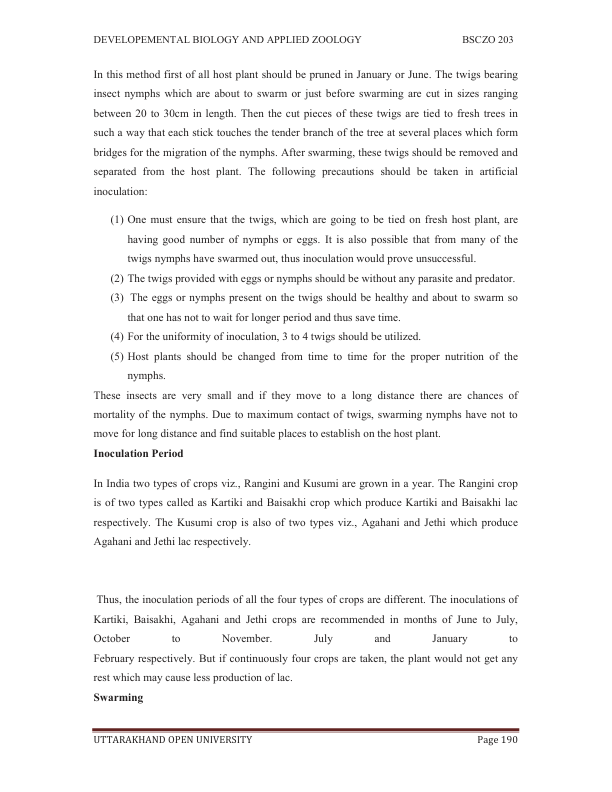 DEVELOPEMENTAL BIOLOGY AND APPLIED ZOOLOGY BSCZO 203
In this method first of all host plant should be pruned in January or June. The twigs bearing
insect nymphs which are about to swarm or just before swarming are cut in sizes ranging
between 20 to 30cm in length. Then the cut pieces of these twigs are tied to fresh trees in
such a way that each stick touches the tender branch of the tree at several places which form
bridges for the migration of the nymphs. After swarming, these twigs should be removed and
separated from the host plant. The following precautions should be taken in artificial
inoculation:
(1) One must ensure that the twigs, which are going to be tied on fresh host plant, are
having good number of nymphs or eggs. It is also possible that from many of the
twigs nymphs have swarmed out, thus inoculation would prove unsuccessful.
(2) The twigs provided with eggs or nymphs should be without any parasite and predator.
(3) The eggs or nymphs present on the twigs should be healthy and about to swarm so
that one has not to wait for longer period and thus save time.
(4) For the uniformity of inoculation, 3 to 4 twigs should be utilized.
(5) Host plants should be changed from time to time for the proper nutrition of the
nymphs.
These insects are very small and if they move to a long distance there are chances of
mortality of the nymphs. Due to maximum contact of twigs, swarming nymphs have not to
move for long distance and find suitable places to establish on the host plant.
Inoculation Period
In India two types of crops viz., Rangini and Kusumi are grown in a year. The Rangini crop
is of two types called as Kartiki and Baisakhi crop which produce Kartiki and Baisakhi lac
respectively. The Kusumi crop is also of two types viz., Agahani and Jethi which produce
Agahani and Jethi lac respectively.
Thus, the inoculation periods of all the four types of crops are different. The inoculations of
Kartiki, Baisakhi, Agahani and Jethi crops are recommended in months of June to July,
October to November. July and January to
February respectively. But if continuously four crops are taken, the plant would not get any
rest which may cause less production of lac.
Swarming
UTTARAKHAND OPEN UNIVERSITY Page 190